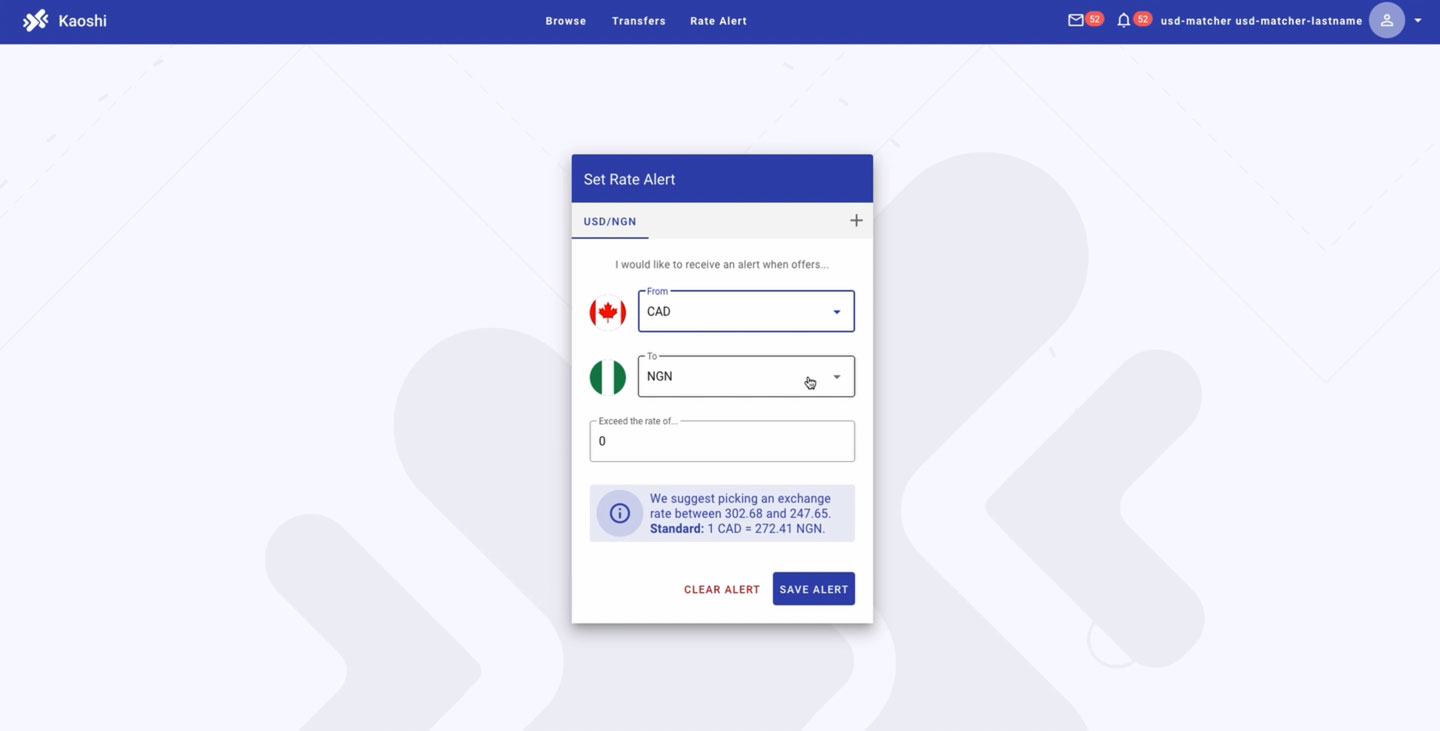 Kaoshi
Browse Transfers Rate Alert
52 52 usd-matcher usd-matcher-lastname
Set Rate Alert
USD/NGN
I would like to receive an alert when offers...
From
CAD
To
NGN
Exceed the rate of...
0
We suggest picking an exchange
rate between 302.68 and 247.65.
Standard: 1 CAD = 272.41 NGN.
CLEAR ALERT SAVE ALERT